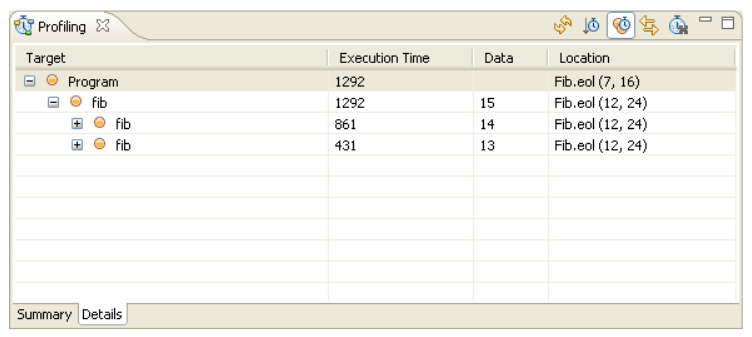 Profiling
Target Execution Time Data Location
Program 1292 Fib.eol (7, 16)
fib 1292 15 Fib.eol (12, 24)
fib 861 14 Fib.eol (12, 24)
fib 431 13 Fib.eol (12, 24)
Summary Details